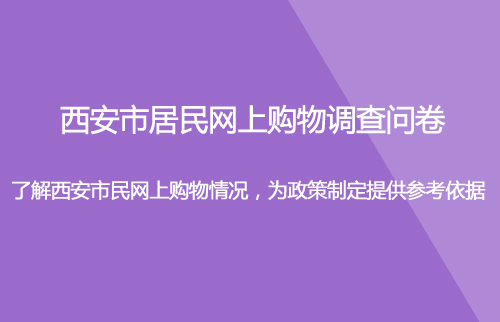 西安市居民网上购物调查问卷
了解西安市民网上购物情况，为政策制定提供参考依据